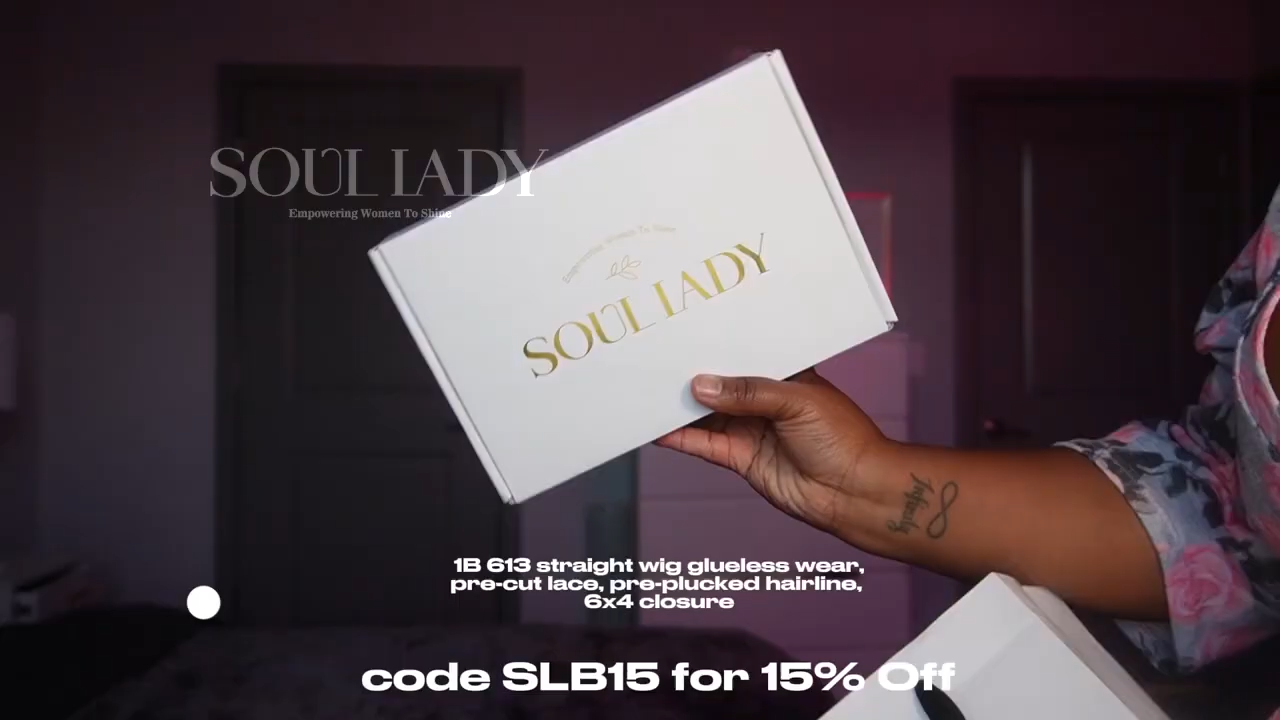 SOUL LADY
Empowering Women To Shine
Empowering Women To Shine
SOUL LADY
Infinity
1B 613 straight wig glueless wear,
pre-cut lace, pre-plucked hairline,
6x4 closure
code SLB15 for 15% Off